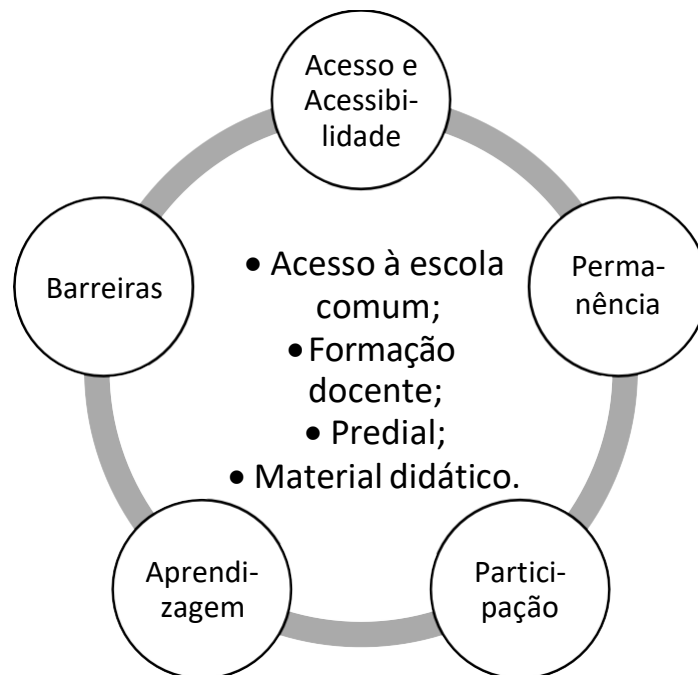 Acesso e
Acessibi-
lidade
Barreiras
• Acesso à escola
comum;
• Formação
docente;
• Predial;
• Material didático.
Perma-
nência
Aprendi-
zagem
Partici-
pação